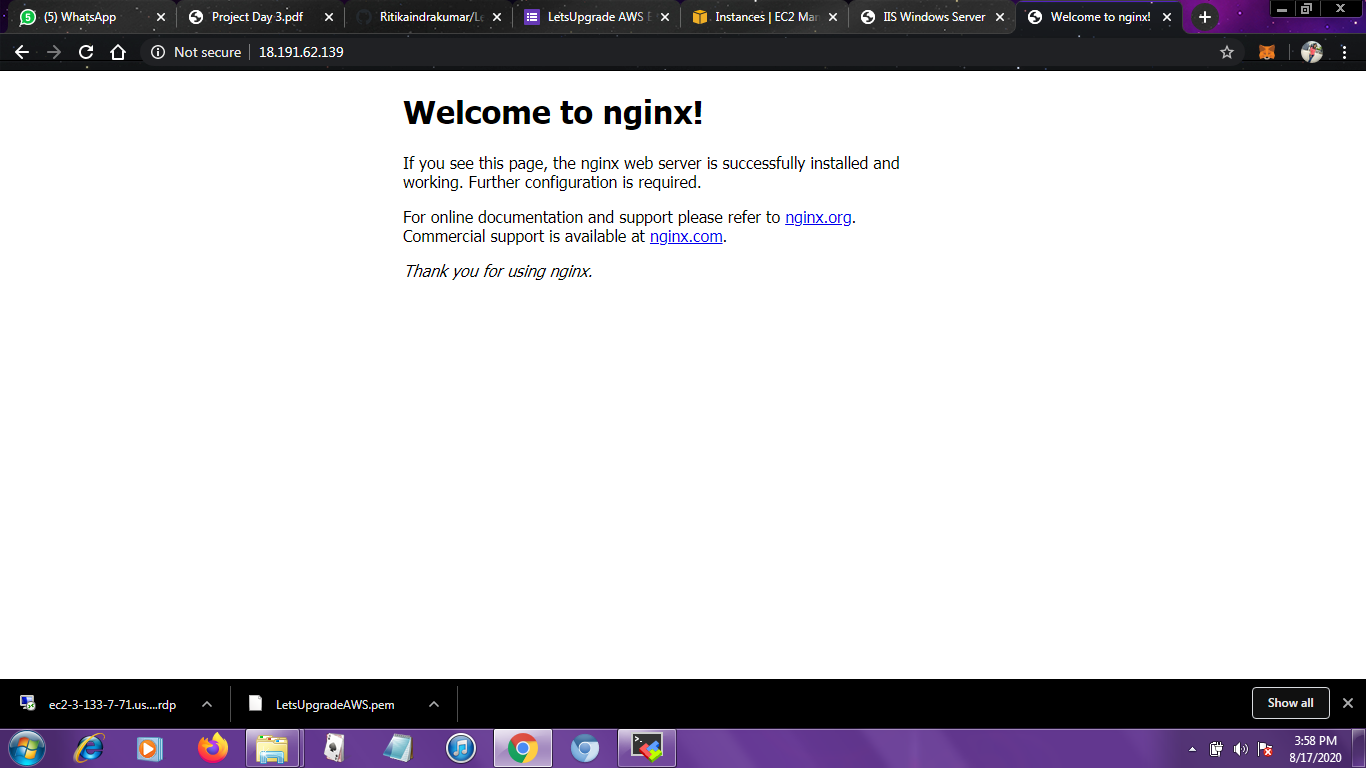 5 (5) WhatsApp
Project Day 3.pdf
Ritikaindrakumar/Le
LetsUpgrade AWS E
Instances | EC2 Man
IIS Windows Server
Welcome to nginx!
Not secure 18.191.62.139
Welcome to nginx!
If you see this page, the nginx web server is successfully installed and
working. Further configuration is required.
For online documentation and support please refer to nginx.org.
Commercial support is available at nginx.com.
Thank you for using nginx.
ec2-3-133-7-71.us....rdp
LetsUpgradeAWS.pem
Show all
3:58 PM
8/17/2020